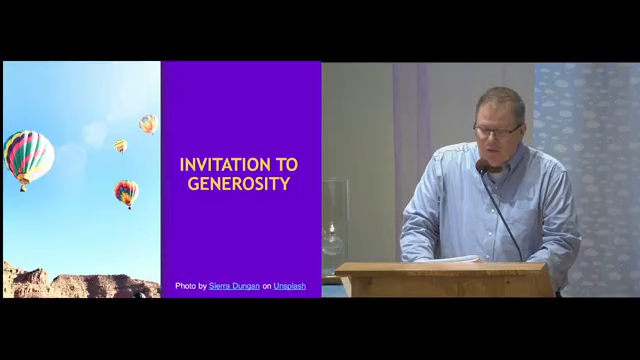 INVITATION TO
GENEROSITY
Photo by Sierra Dungan on Unsplash